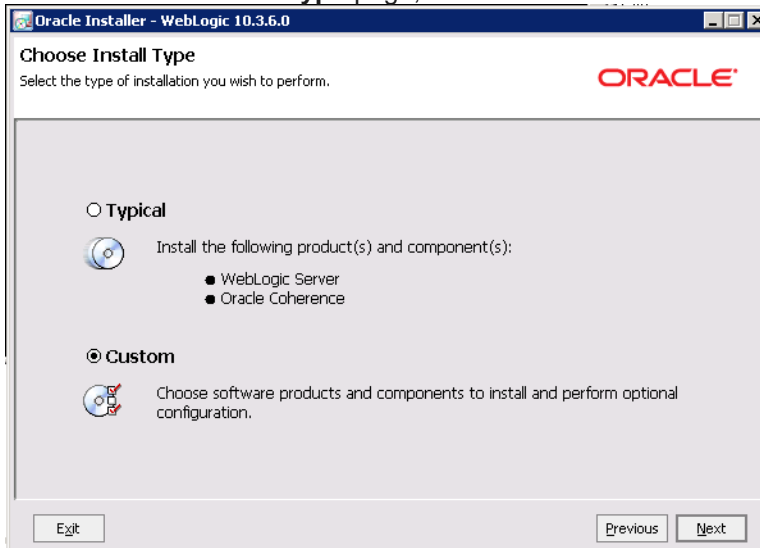 Oracle Installer - WebLogic 10.3.6.0
Choose Install Type
Select the type of installation you wish to perform.
ORACLE
Typical
Install the following product(s) and component(s):
● WebLogic Server
● Oracle Coherence
Custom
Choose software products and components to install and perform optional
configuration.
Exit
Previous
Next